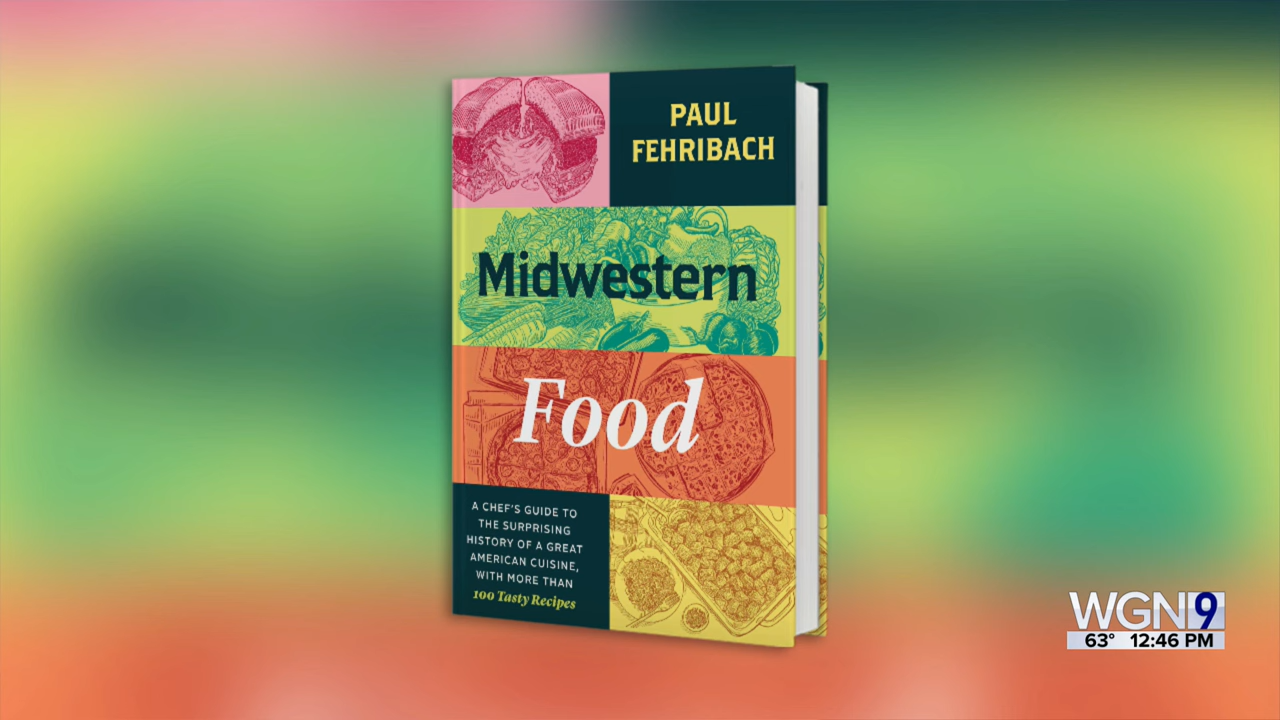 PAUL
FEHRIBACH
Midwestern
Food
A CHEF'S GUIDE TO
THE SURPRISING
HISTORY OF A GREAT
AMERICAN CUISINE,
WITH MORE THAN
100 Tasty Recipes
WGN9
63° 12:46 PM